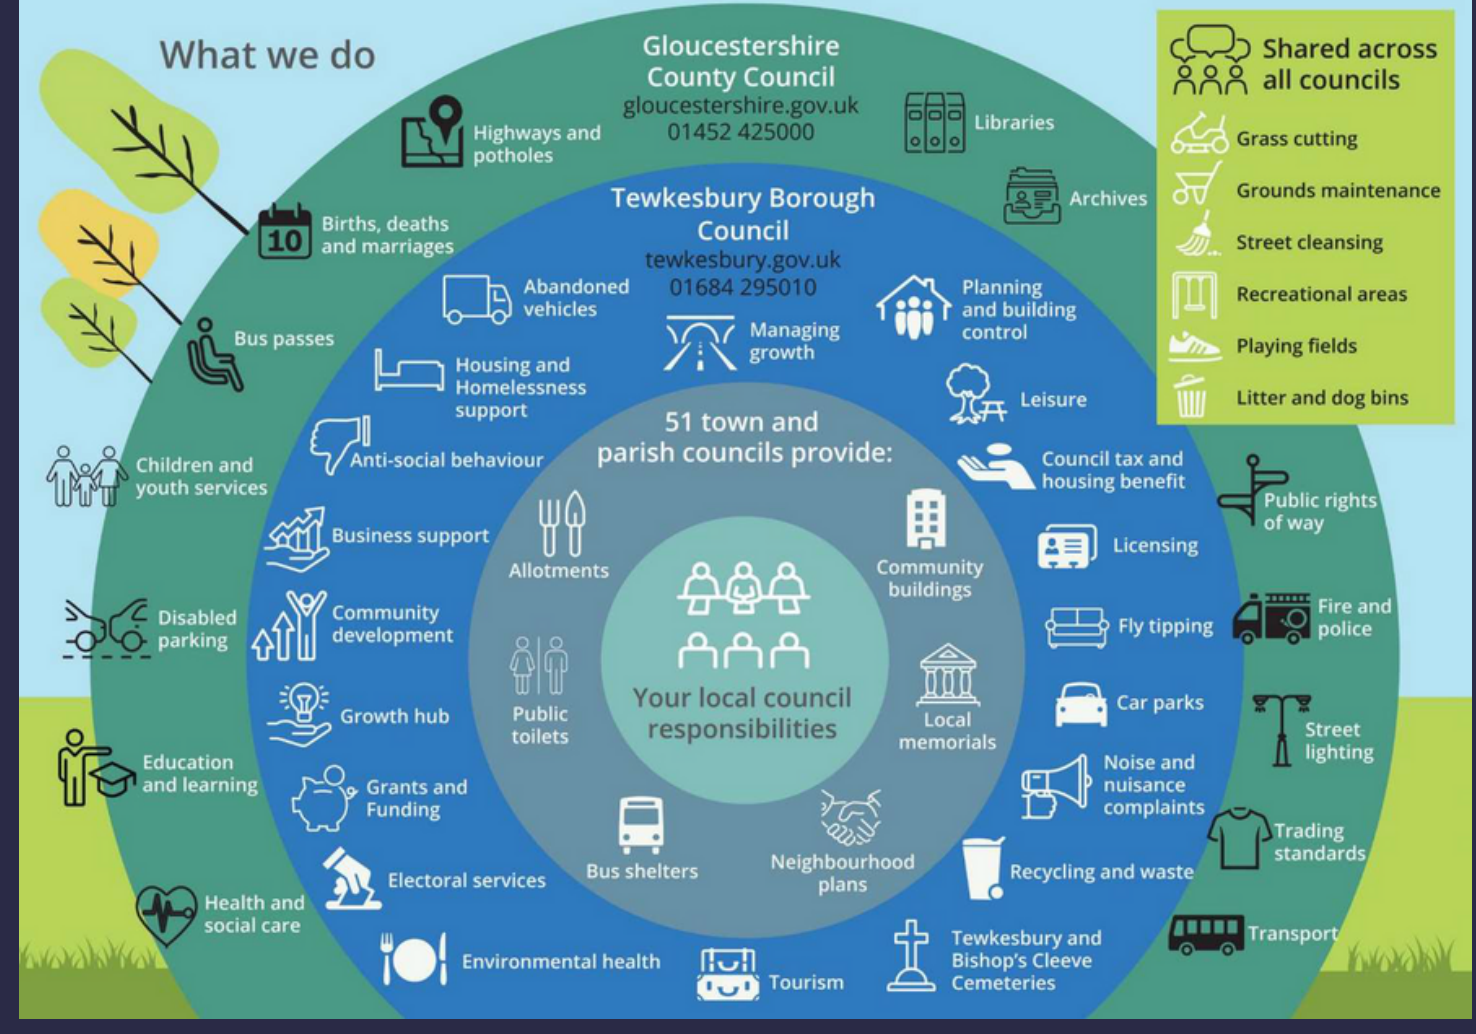 What we do
Gloucestershire
County Council
gloucestershire.gov.uk
01452 425000
Highways and
potholes
Libraries
Births, deaths
and marriages
10
Archives
Bus passes
Children and
youth services
Public rights
of way
Disabled
parking
Fire and
police
Education
and learning
Street
lighting
Trading
standards
Health and
social care
Transport
Tewkesbury Borough
Council
tewkesbury.gov.uk
01684 295010
Abandoned
vehicles
Managing
growth
Planning
and building
control
Housing and
Homelessness
support
Leisure
Anti-social behaviour
Council tax and
housing benefit
Business support
Licensing
Community
development
Fly tipping
Growth hub
Car parks
Grants and
Funding
Noise and
nuisance
complaints
Electoral services
Recycling and waste
Environmental health
Tourism
Tewkesbury and
Bishop's Cleeve
Cemeteries
51 town and
parish councils provide:
Allotments
Community
buildings
Public
toilets
Local
memorials
Bus shelters
Neighbourhood
plans
Your local council
responsibilities
Shared across
all councils
Grass cutting
Grounds maintenance
Street cleansing
Recreational areas
Playing fields
Litter and dog bins